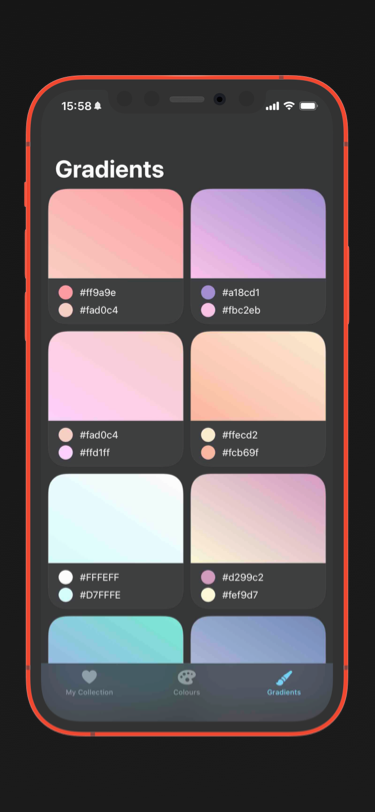 15:58
Gradients
#ff9a9e
#fad0c4
#a18cd1
#fbc2eb
#fad0c4
#ffd1ff
#ffecd2
#fcb69f
#FFFEFF
#D7FFFE
#d299c2
#fef9d7
My Collection
Colours
Gradients